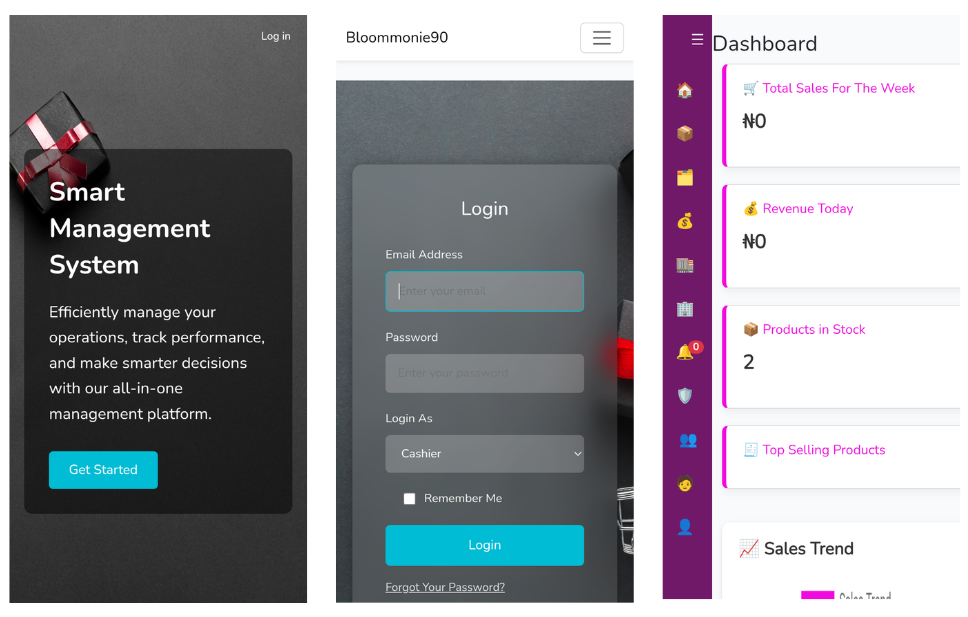 Log in
Smart
Management
System
Efficiently manage your
operations, track performance,
and make smarter decisions
with our all-in-one
management platform.
Get Started
Bloommonie90
Login
Email Address
Enter your email
Password
Enter your password
Login As
Cashier
Remember Me
Login
Forgot Your Password?
Dashboard
Total Sales For The Week
₦0
Revenue Today
₦0
0
Products in Stock
2
Top Selling Products
Sales Trend
Sales Trend